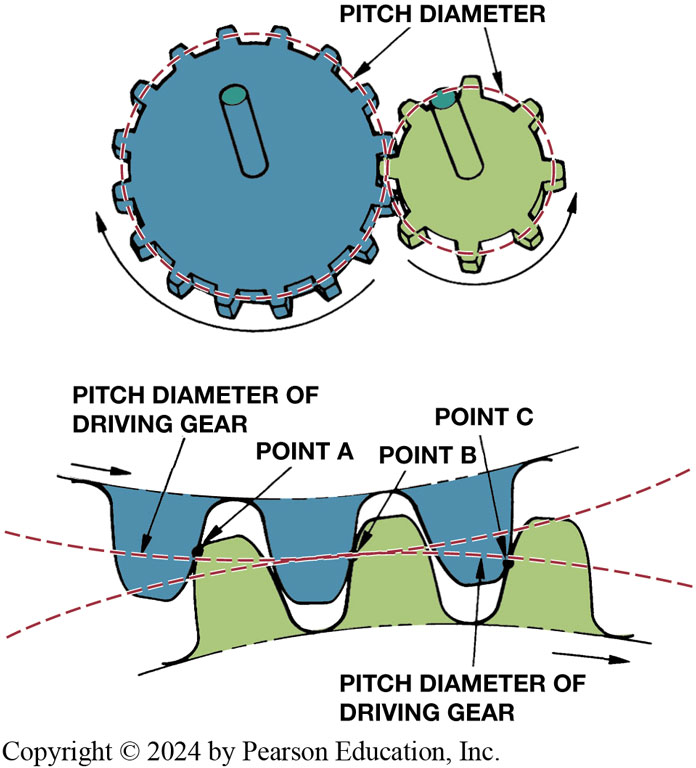 PITCH DIAMETER
PITCH DIAMETER OF
DRIVING GEAR
POINT A
POINT B
POINT C
PITCH DIAMETER OF
DRIVING GEAR
Copyright © 2024 by Pearson Education, Inc.